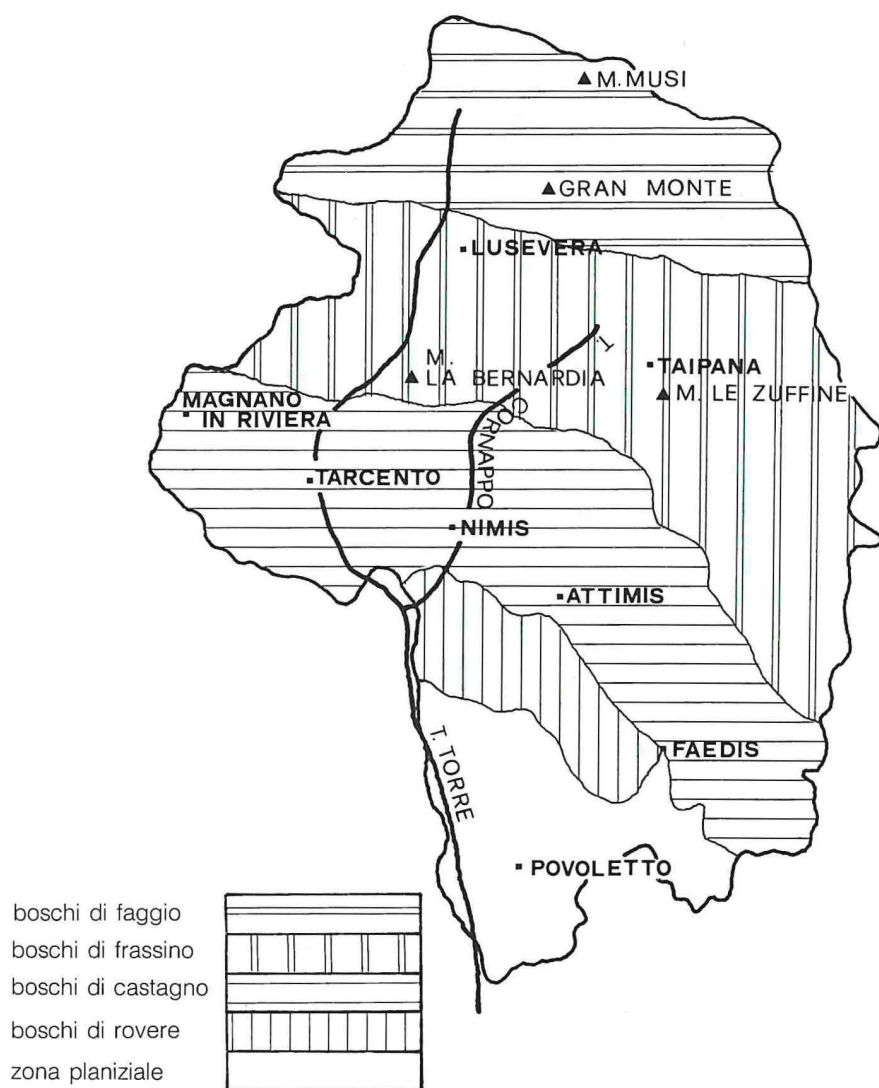 M. MUSI
GRAN MONTE
LUSEVERA
T. CORNAPPO
TAIPANA
M.
LA BERNARDIA
M. LE ZUFFINE
MAGNANO
IN RIVIERA
TARCENTO
NIMIS
ATTIMIS
FAEDIS
T. TORRE
POVOLETTO
boschi di faggio
boschi di frassino
boschi di castagno
boschi di rovere
zona planiziale